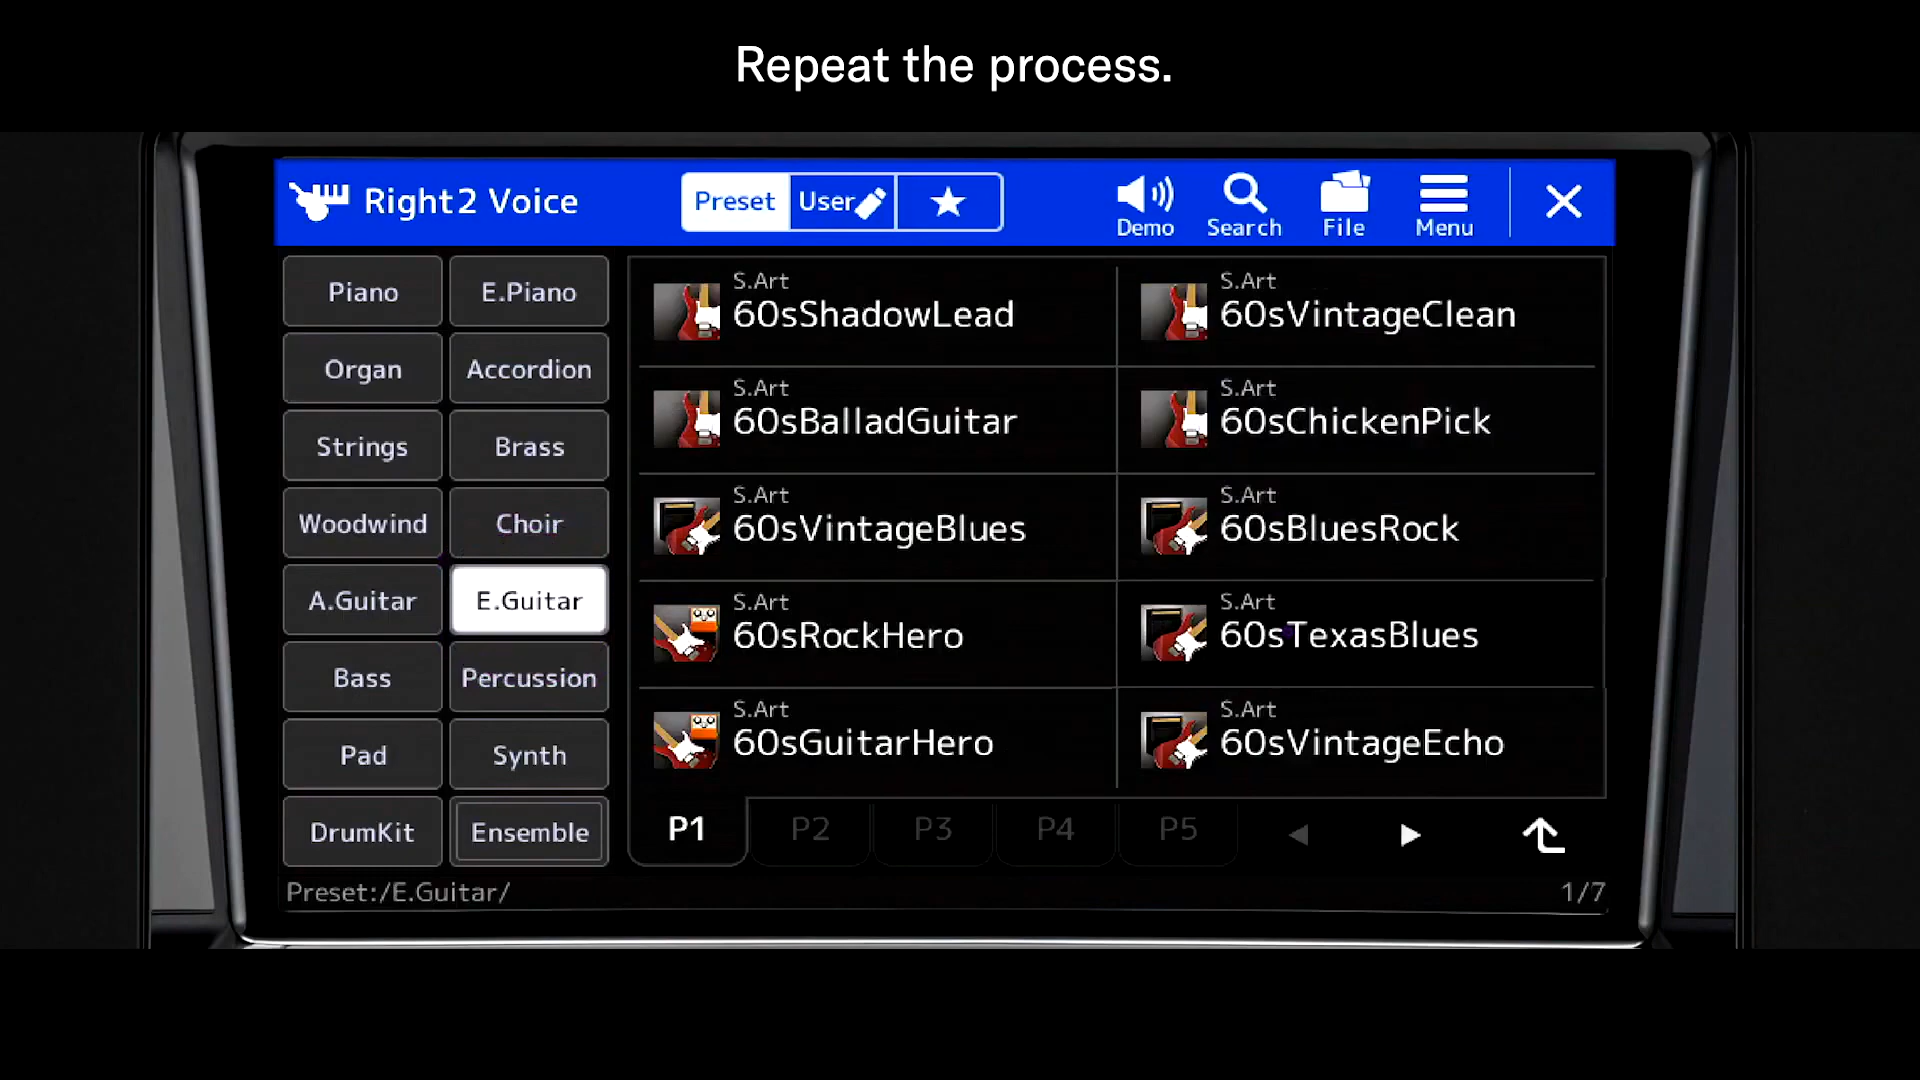 Repeat the process.
Right2 Voice
Preset
User
Demo
Search
File
Menu
Piano
E.Piano
Organ
Accordion
Strings
Brass
Woodwind
Choir
A.Guitar
E.Guitar
Bass
Percussion
Pad
Synth
DrumKit
Ensemble
S.Art
60sShadowLead
S.Art
60sVintageClean
S.Art
60sBalladGuitar
S.Art
60sChickenPick
S.Art
60sVintageBlues
S.Art
60sBluesRock
S.Art
60sRockHero
S.Art
60sTexasBlues
S.Art
60sGuitarHero
S.Art
60sVintageEcho
P1
P2
P3
P4
P5
Preset:/E.Guitar/
1/7